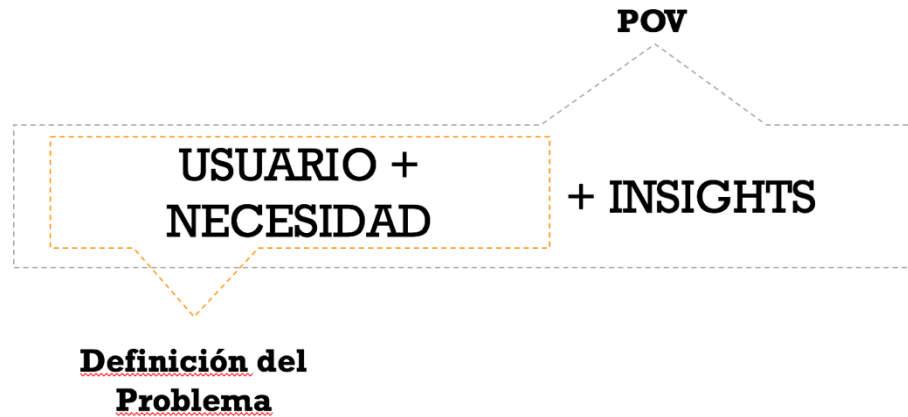 POV
USUARIO +
NECESIDAD
+ INSIGHTS
Definición del
Problema